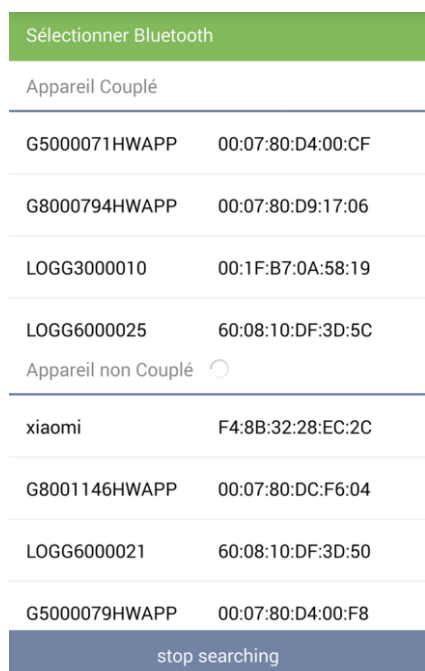 Sélectionner Bluetooth
Appareil Couplé
G5000071HWAPP 00:07:80:D4:00:CF
G8000794HWAPP 00:07:80:D9:17:06
LOGG3000010 00:1F:B7:0A:58:19
LOGG6000025 60:08:10:DF:3D:5C
Appareil non Couplé
xiaomi F4:8B:32:28:EC:2C
G8001146HWAPP 00:07:80:DC:F6:04
LOGG6000021 60:08:10:DF:3D:50
G5000079HWAPP 00:07:80:D4:00:F8
stop searching